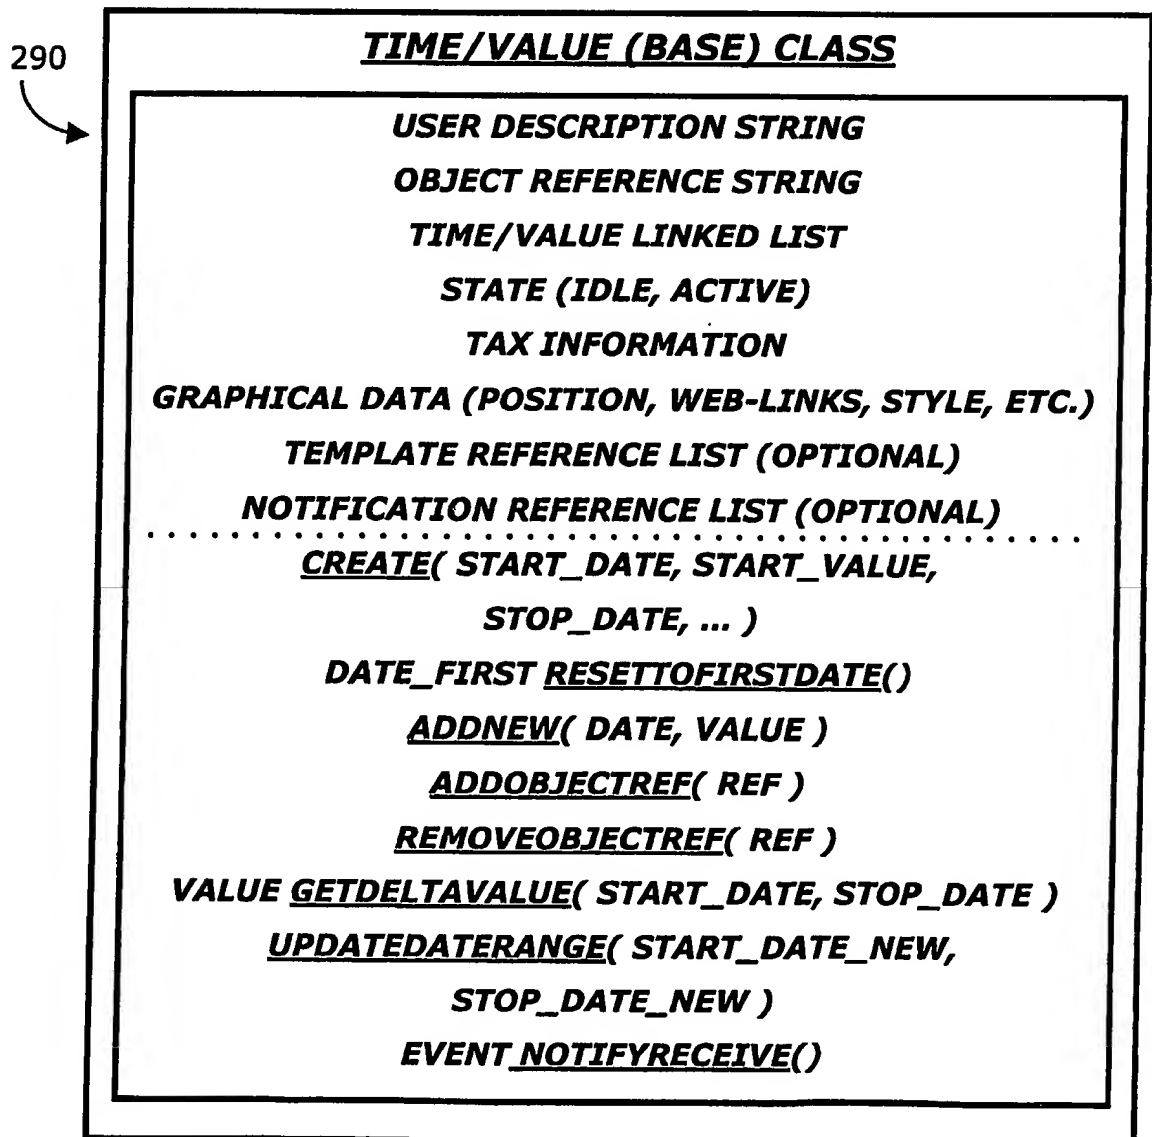 290
TIME/VALUE (BASE) CLASS
USER DESCRIPTION STRING
OBJECT REFERENCE STRING
TIME/VALUE LINKED LIST
STATE (IDLE, ACTIVE)
TAX INFORMATION
GRAPHICAL DATA (POSITION, WEB-LINKS, STYLE, ETC.)
TEMPLATE REFERENCE LIST (OPTIONAL)
NOTIFICATION REFERENCE LIST (OPTIONAL)
CREATE( START_DATE, START_VALUE,
STOP_DATE, ... )
DATE_FIRST RESETTOFIRSTDATE()
ADDNEW( DATE, VALUE )
ADDOBJECTREF( REF )
REMOVEOBJECTREF( REF )
VALUE GETDELTAVALUE( START_DATE, STOP_DATE )
UPDATEDATERANGE( START_DATE_NEW,
STOP_DATE_NEW )
EVENT NOTIFYRECEIVE()